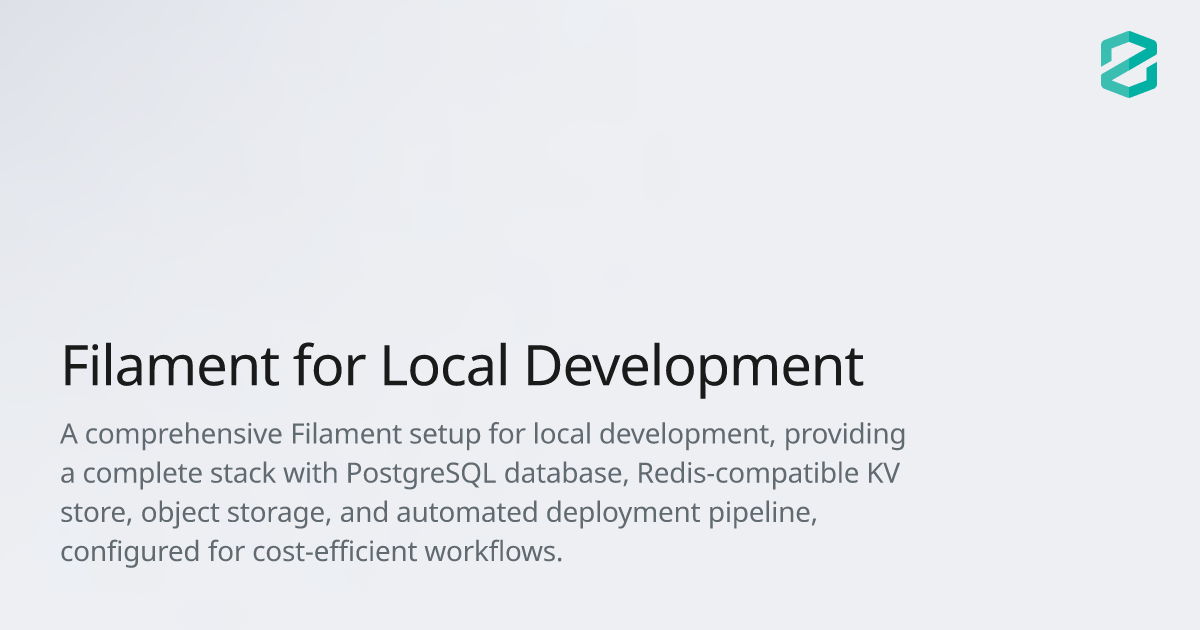 Filament for Local Development
A comprehensive Filament setup for local development, providing
a complete stack with PostgreSQL database, Redis-compatible KV
store, object storage, and automated deployment pipeline,
configured for cost-efficient workflows.